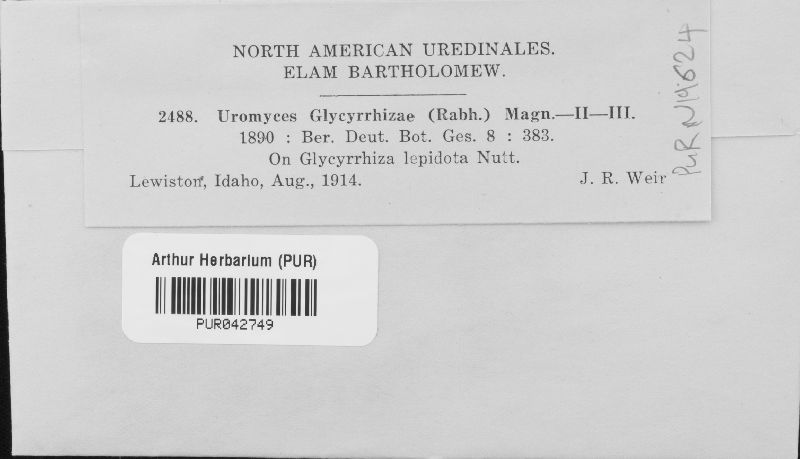 NORTH AMERICAN UREDINALES.
ELAM BARTHOLOMEW.
2488. Uromyces Glycyrrhizae (Rabh.) Magn.—II—III.
1890 : Ber. Deut. Bot. Ges. 8 : 383.
On Glycyrrhiza lepidota Nutt.
Lewiston, Idaho, Aug., 1914. J. R. Weir
PUR N19624
Arthur Herbarium (PUR)
PUR042749